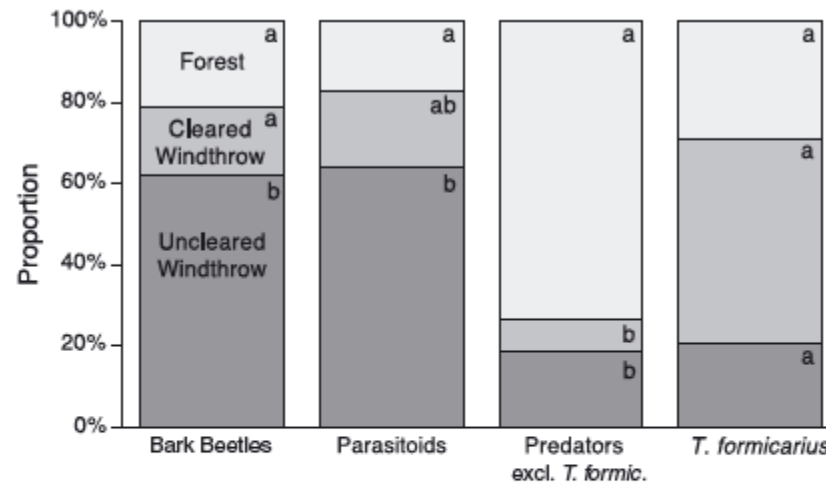 100%
80%
60%
40%
20%
0%
Proportion
a
Forest
a
Cleared
Windthrow
b
Uncleared
Windthrow
a
ab
b
a
b
b
a
a
a
Bark Beetles
Parasitoids
Predators
excl. T. formic.
T. formicarius